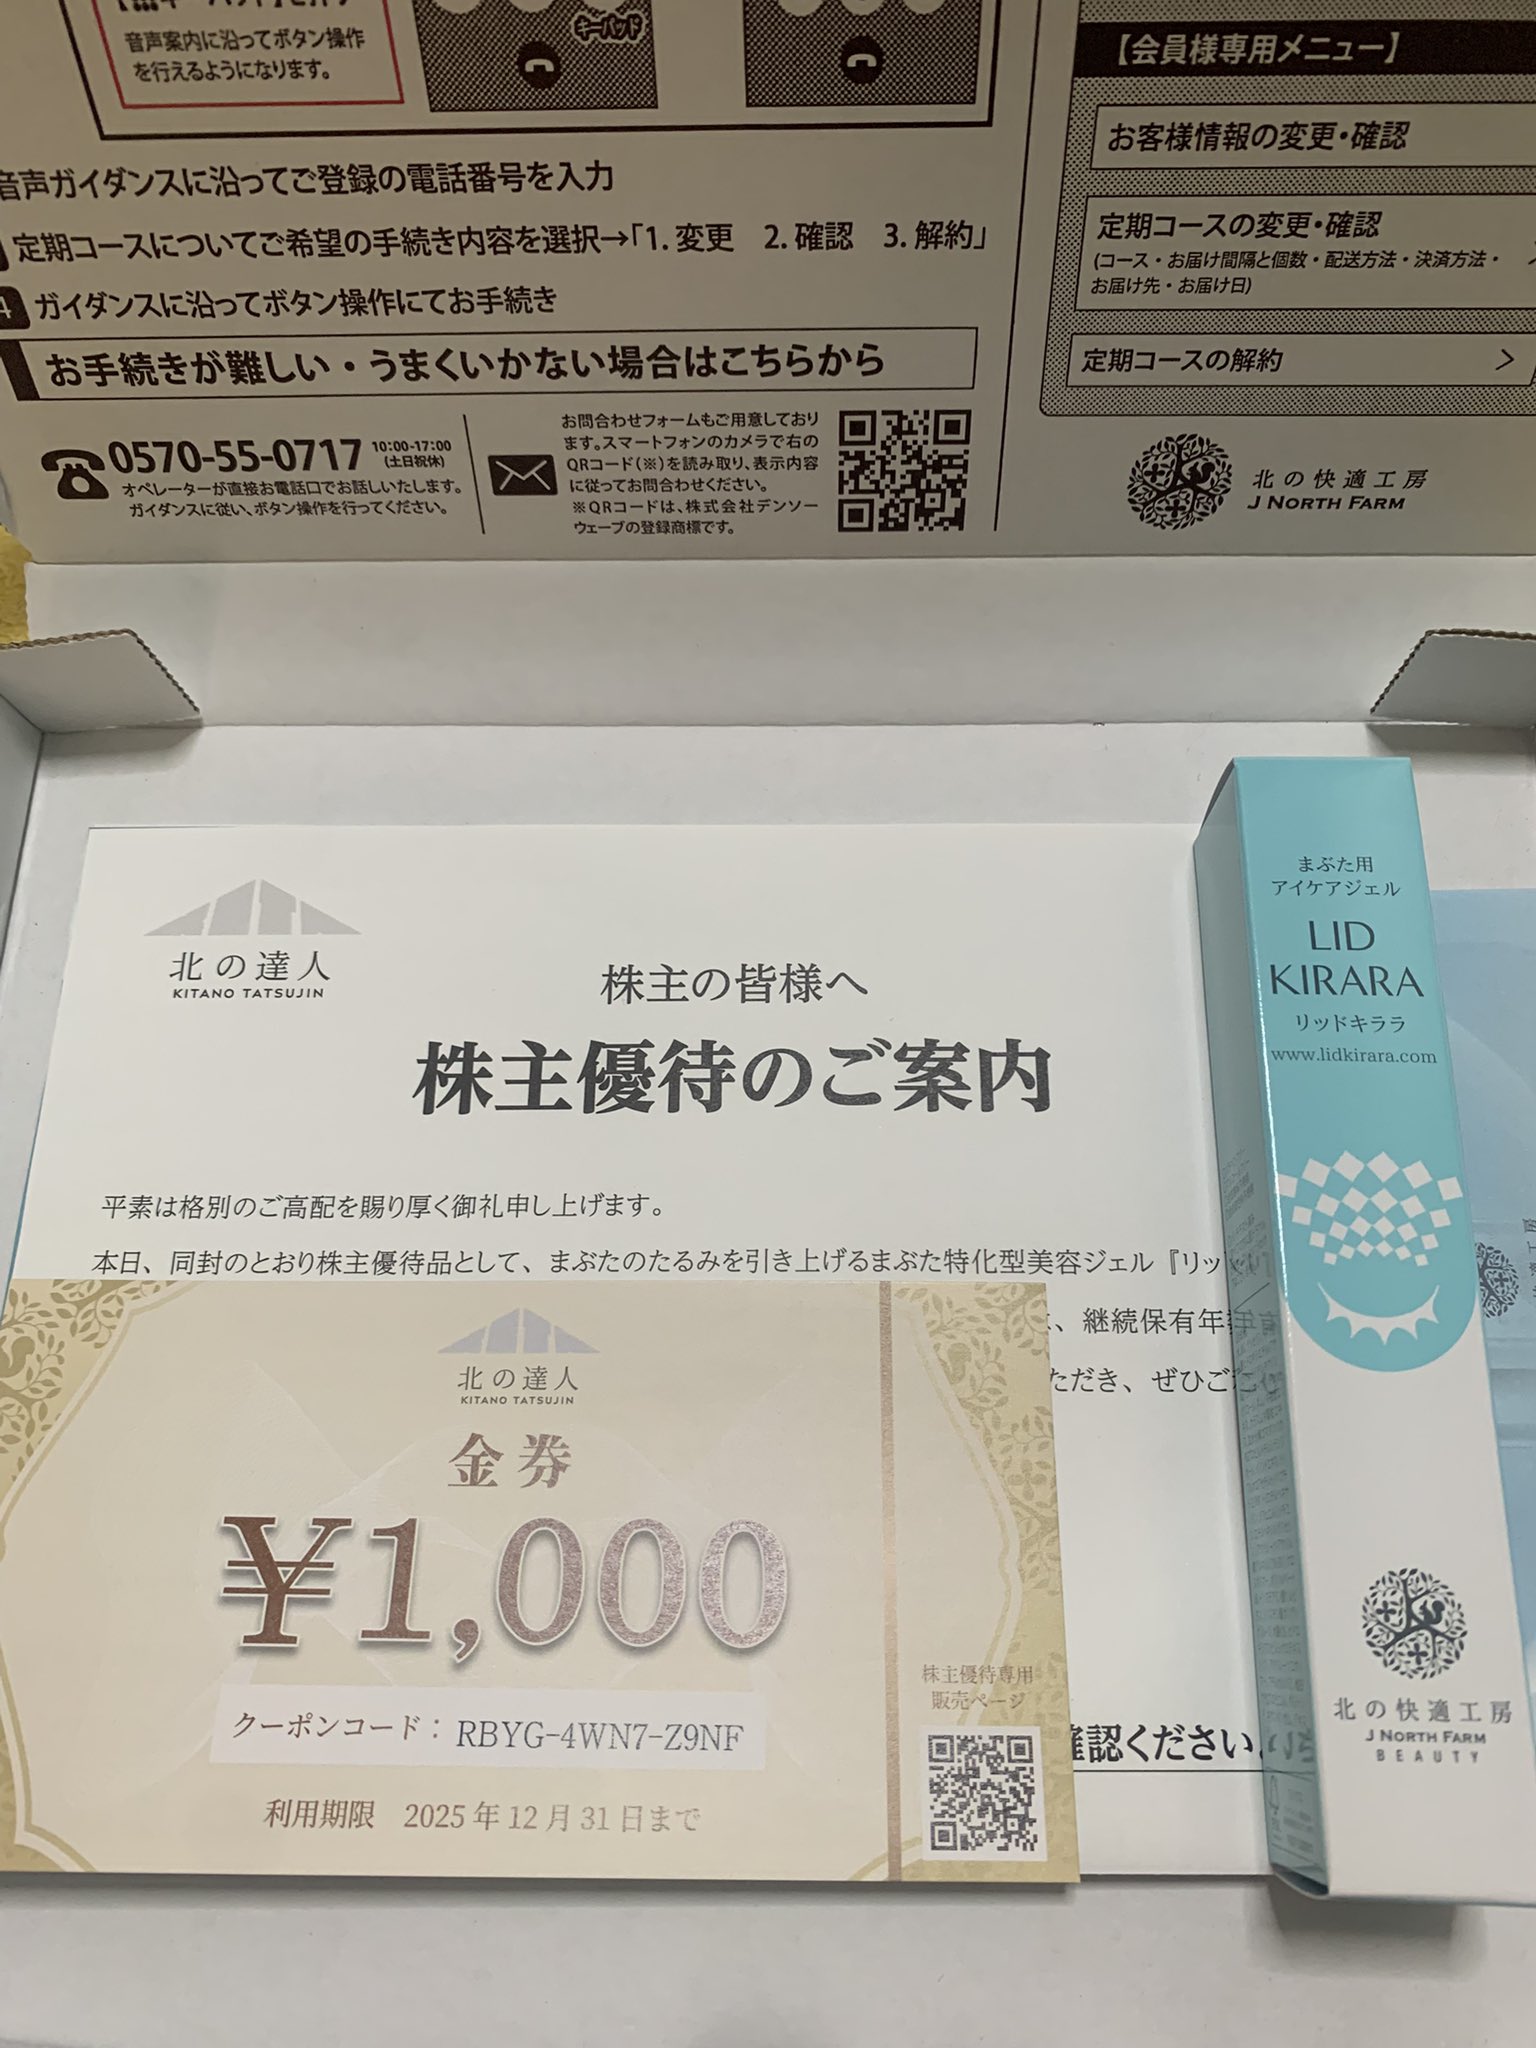 キーパッド
音声案内に沿ってボタン操作
を行えるようになります。
音声ガイダンスに沿ってご登録の電話番号を入力
定期コースについてご希望の手続き内容を選択→「1. 変更 2. 確認 3. 解約」
4 ガイダンスに沿ってボタン操作にてお手続き
お手続きが難しい・うまくいかない場合はこちらから
0570-55-0717 10:00-17:00
(土日祝休)
オペレーターが直接お電話口でお話しいたします。
ガイダンスに従い、ボタン操作を行ってください。
お問合わせフォームもご用意しており
ます。スマートフォンのカメラで右の
QRコード(※)を読み取り、表示内容
に従ってお問合わせください。
※QRコードは、株式会社デンソー
ウェーブの登録商標です。
【会員様専用メニュー】
お客様情報の変更・確認
定期コースの変更・確認
(コース・お届け間隔と個数・配送方法・決済方法・
お届け先・お届け日)
定期コースの解約 >
北の快適工房
J NORTH FARM
北の達人
KITANO TATSUJIN
株主の皆様へ
株主優待のご案内
平素は格別のご高配を賜り厚く御礼申し上げます。
本日、同封のとおり株主優待品として、まぶたのたるみを引き上げるまぶた特化型美容ジェル『リッ
、継続保有年
ただき、ぜひご
確認ください
北の達人
KITANO TATSUJIN
金券
¥1,000
クーポンコード：RBYG-4WN7-Z9NF
利用期限 2025年12月31日まで
株主優待専用
販売ページ
まぶた用
アイケアジェル
LID
KIRARA
リッドキララ
www.lidkirara.com
北の快適工房
J NORTH FARM
BEAUTY